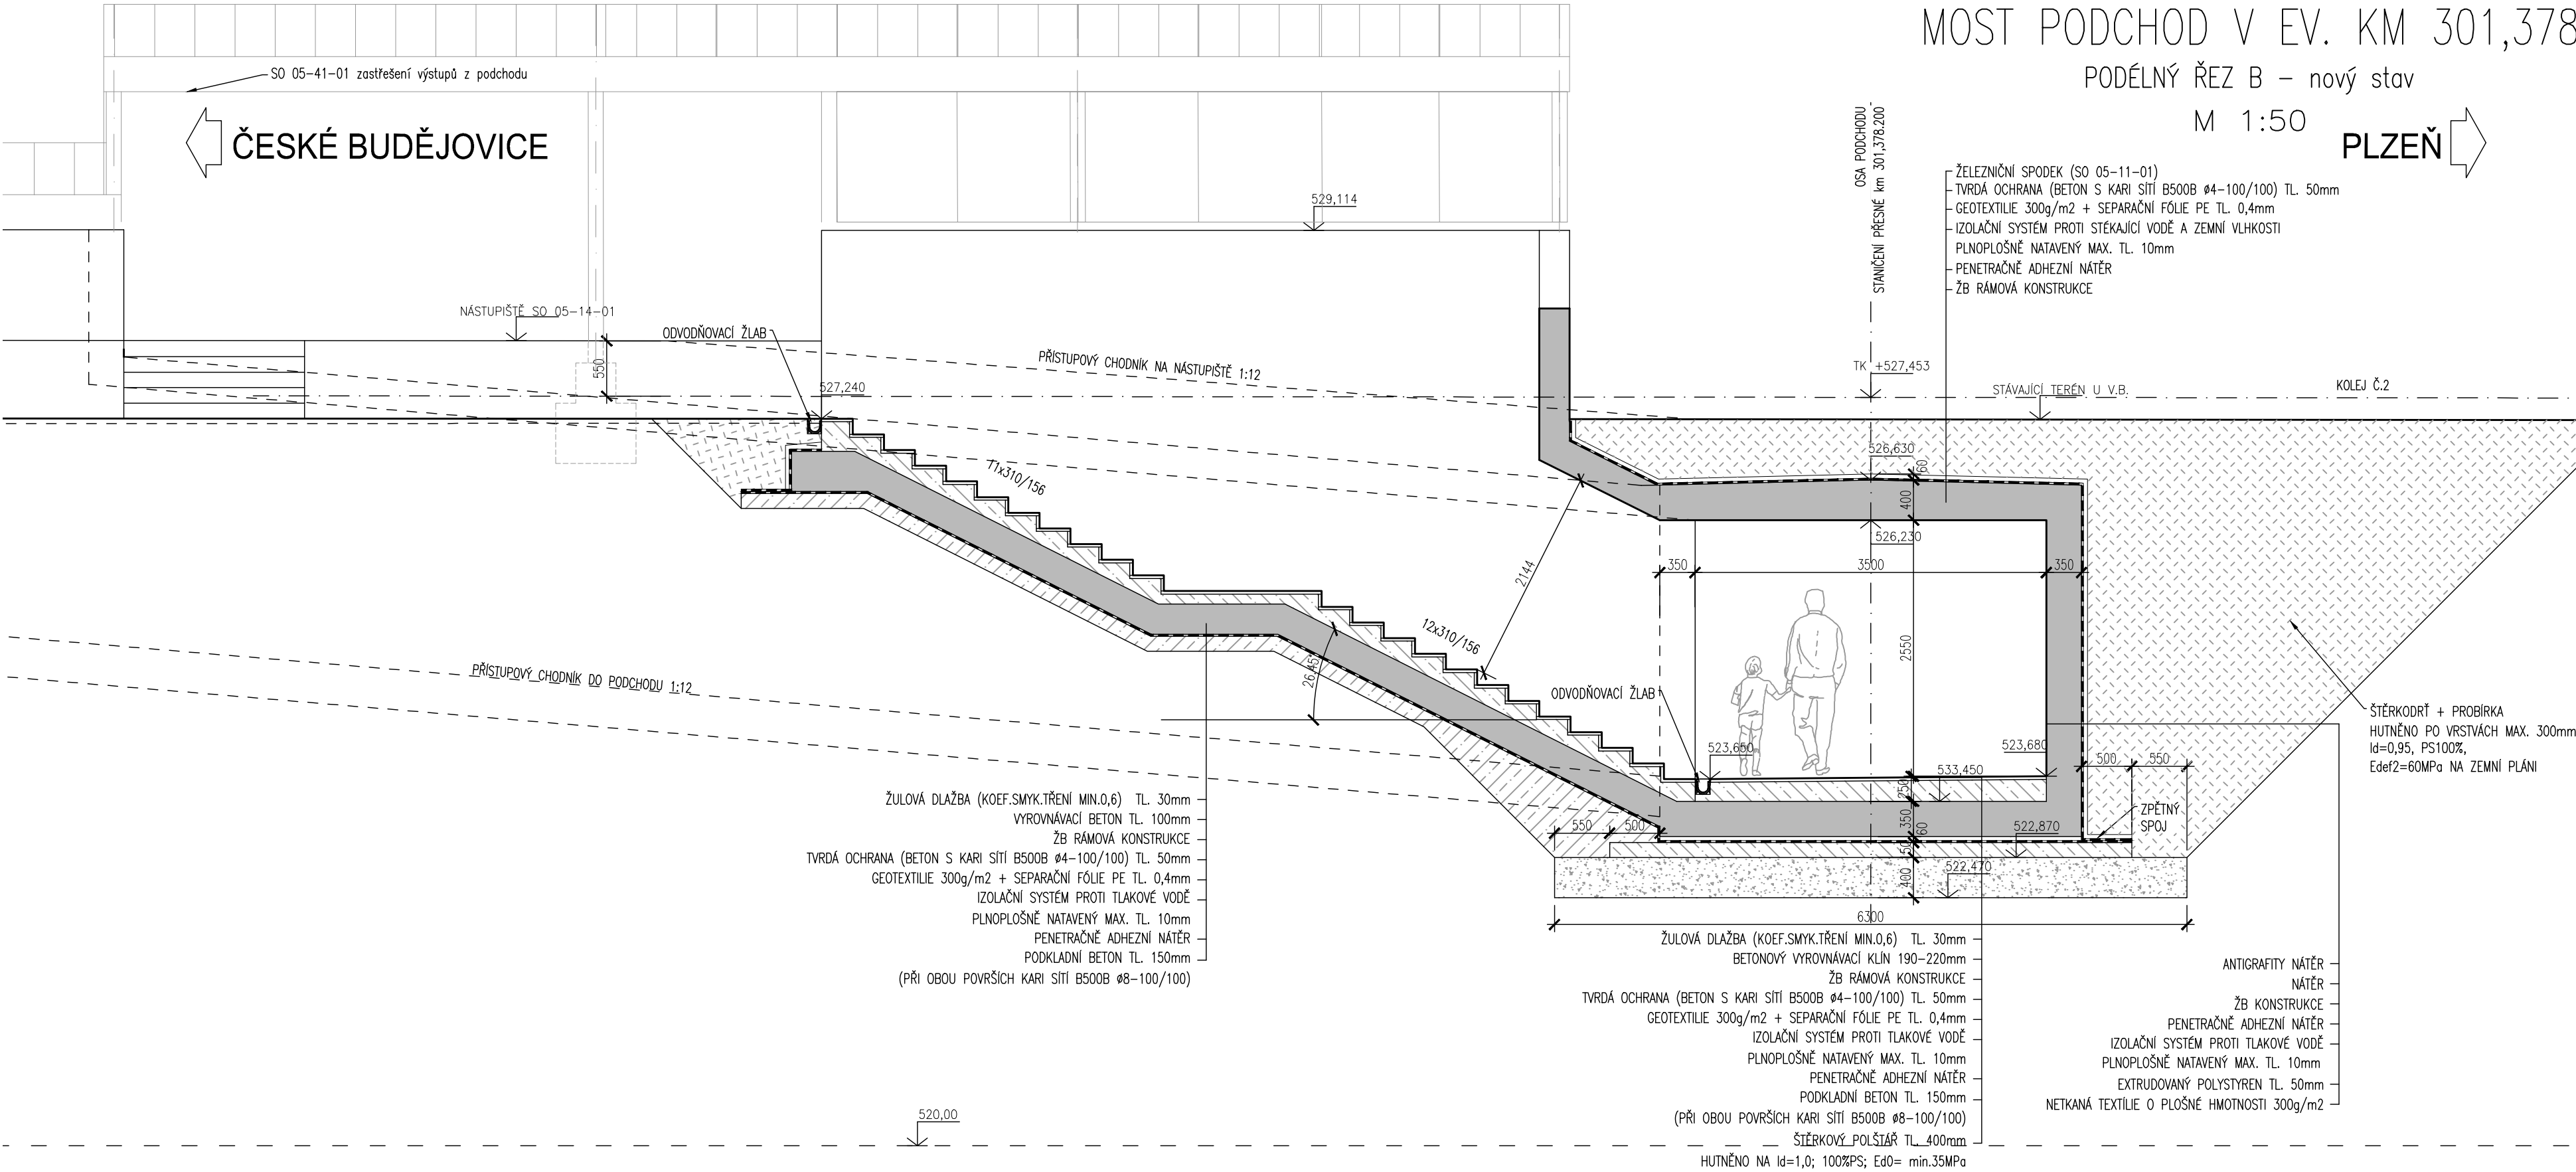 MOST PODCHOD V EV. KM 301,378
PODÉLNÝ ŘEZ B – nový stav
M 1:50
SO 05-41-01 zastřešení výstupů z podchodu
ČESKÉ BUDĚJOVICE
PLZEŇ
OSA PODCHODU
STANIČENÍ PŘESNÉ km 301,378.200
ŽELEZNIČNÍ SPODEK (SO 05-11-01)
TVRDÁ OCHRANA (BETON S KARI SÍTÍ B500B ø4-100/100) TL. 50mm
GEOTEXTILIE 300g/m2 + SEPARAČNÍ FÓLIE PE TL. 0,4mm
IZOLAČNÍ SYSTÉM PROTI STÉKAJÍCÍ VODĚ A ZEMNÍ VLHKOSTI
PLNOPLOŠNĚ NATAVENÝ MAX. TL. 10mm
PENETRAČNĚ ADHEZNÍ NÁTĚR
ŽB RÁMOVÁ KONSTRUKCE
529,114
NÁSTUPIŠTĚ SO 05-14-01
ODVODŇOVACÍ ŽLAB
550
PŘÍSTUPOVÝ CHODNÍK NA NÁSTUPIŠTĚ 1:12
527,240
TK +527,453
STÁVAJÍCÍ TERÉN U V.B.
KOLEJ Č.2
526,630
60
400
526,230
11x310/156
2144
350
3500
350
2550
12x310/156
26,45°
PŘÍSTUPOVÝ CHODNÍK DO PODCHODU 1:12
ODVODŇOVACÍ ŽLAB
523,650
523,680
533,450
250
350
60
150
400
500
550
550
500
522,870
522,470
6300
ZPĚTNÝ
SPOJ
ŠTĚRKODRŤ + PROBÍRKA
HUTNĚNO PO VRSTVÁCH MAX. 300mm
Id=0,95, PS100%,
Edef2=60MPa NA ZEMNÍ PLÁNI
ŽULOVÁ DLAŽBA (KOEF.SMYK.TŘENÍ MIN.0,6) TL. 30mm
VYROVNÁVACÍ BETON TL. 100mm
ŽB RÁMOVÁ KONSTRUKCE
TVRDÁ OCHRANA (BETON S KARI SÍTÍ B500B ø4-100/100) TL. 50mm
GEOTEXTILIE 300g/m2 + SEPARAČNÍ FÓLIE PE TL. 0,4mm
IZOLAČNÍ SYSTÉM PROTI TLAKOVÉ VODĚ
PLNOPLOŠNĚ NATAVENÝ MAX. TL. 10mm
PENETRAČNĚ ADHEZNÍ NÁTĚR
PODKLADNÍ BETON TL. 150mm
(PŘI OBOU POVRŠÍCH KARI SÍTÍ B500B ø8-100/100)
ŽULOVÁ DLAŽBA (KOEF.SMYK.TŘENÍ MIN.0,6) TL. 30mm
BETONOVÝ VYROVNÁVACÍ KLÍN 190-220mm
ŽB RÁMOVÁ KONSTRUKCE
TVRDÁ OCHRANA (BETON S KARI SÍTÍ B500B ø4-100/100) TL. 50mm
GEOTEXTILIE 300g/m2 + SEPARAČNÍ FÓLIE PE TL. 0,4mm
IZOLAČNÍ SYSTÉM PROTI TLAKOVÉ VODĚ
PLNOPLOŠNĚ NATAVENÝ MAX. TL. 10mm
PENETRAČNĚ ADHEZNÍ NÁTĚR
PODKLADNÍ BETON TL. 150mm
(PŘI OBOU POVRŠÍCH KARI SÍTÍ B500B ø8-100/100)
ŠTĚRKOVÝ POLŠTÁŘ TL. 400mm
HUTNĚNO NA Id=1,0; 100%PS; Ed0= min.35MPa
ANTIGRAFITY NÁTĚR
NÁTĚR
ŽB KONSTRUKCE
PENETRAČNĚ ADHEZNÍ NÁTĚR
IZOLAČNÍ SYSTÉM PROTI TLAKOVÉ VODĚ
PLNOPLOŠNĚ NATAVENÝ MAX. TL. 10mm
EXTRUDOVANÝ POLYSTYREN TL. 50mm
NETKANÁ TEXTÍLIE O PLOŠNÉ HMOTNOSTI 300g/m2
520,00